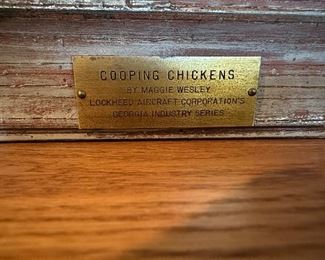 COOPING CHICKENS
BY MAGGIE WESLEY
LOCKHEED AIRCRAFT CORPORATION'S
GEORGIA INDUSTRY SERIES